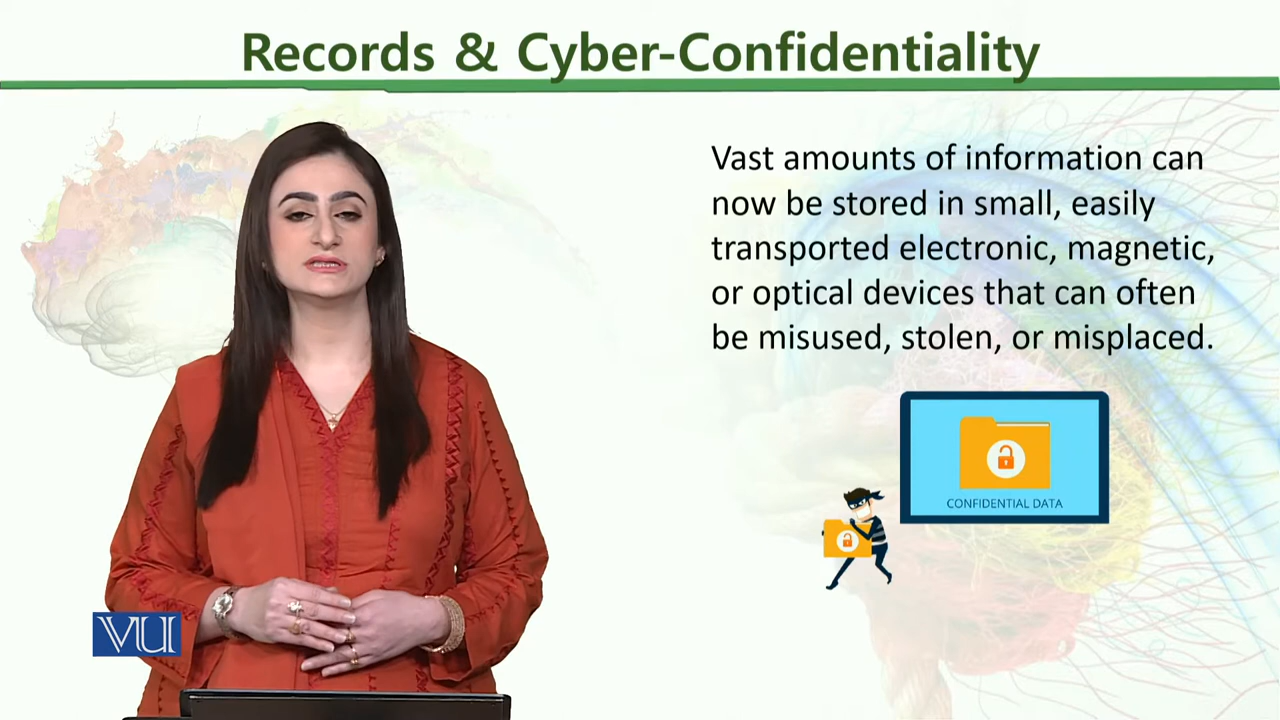 Records & Cyber-Confidentiality
Vast amounts of information can
now be stored in small, easily
transported electronic, magnetic,
or optical devices that can often
be misused, stolen, or misplaced.
CONFIDENTIAL DATA
VU